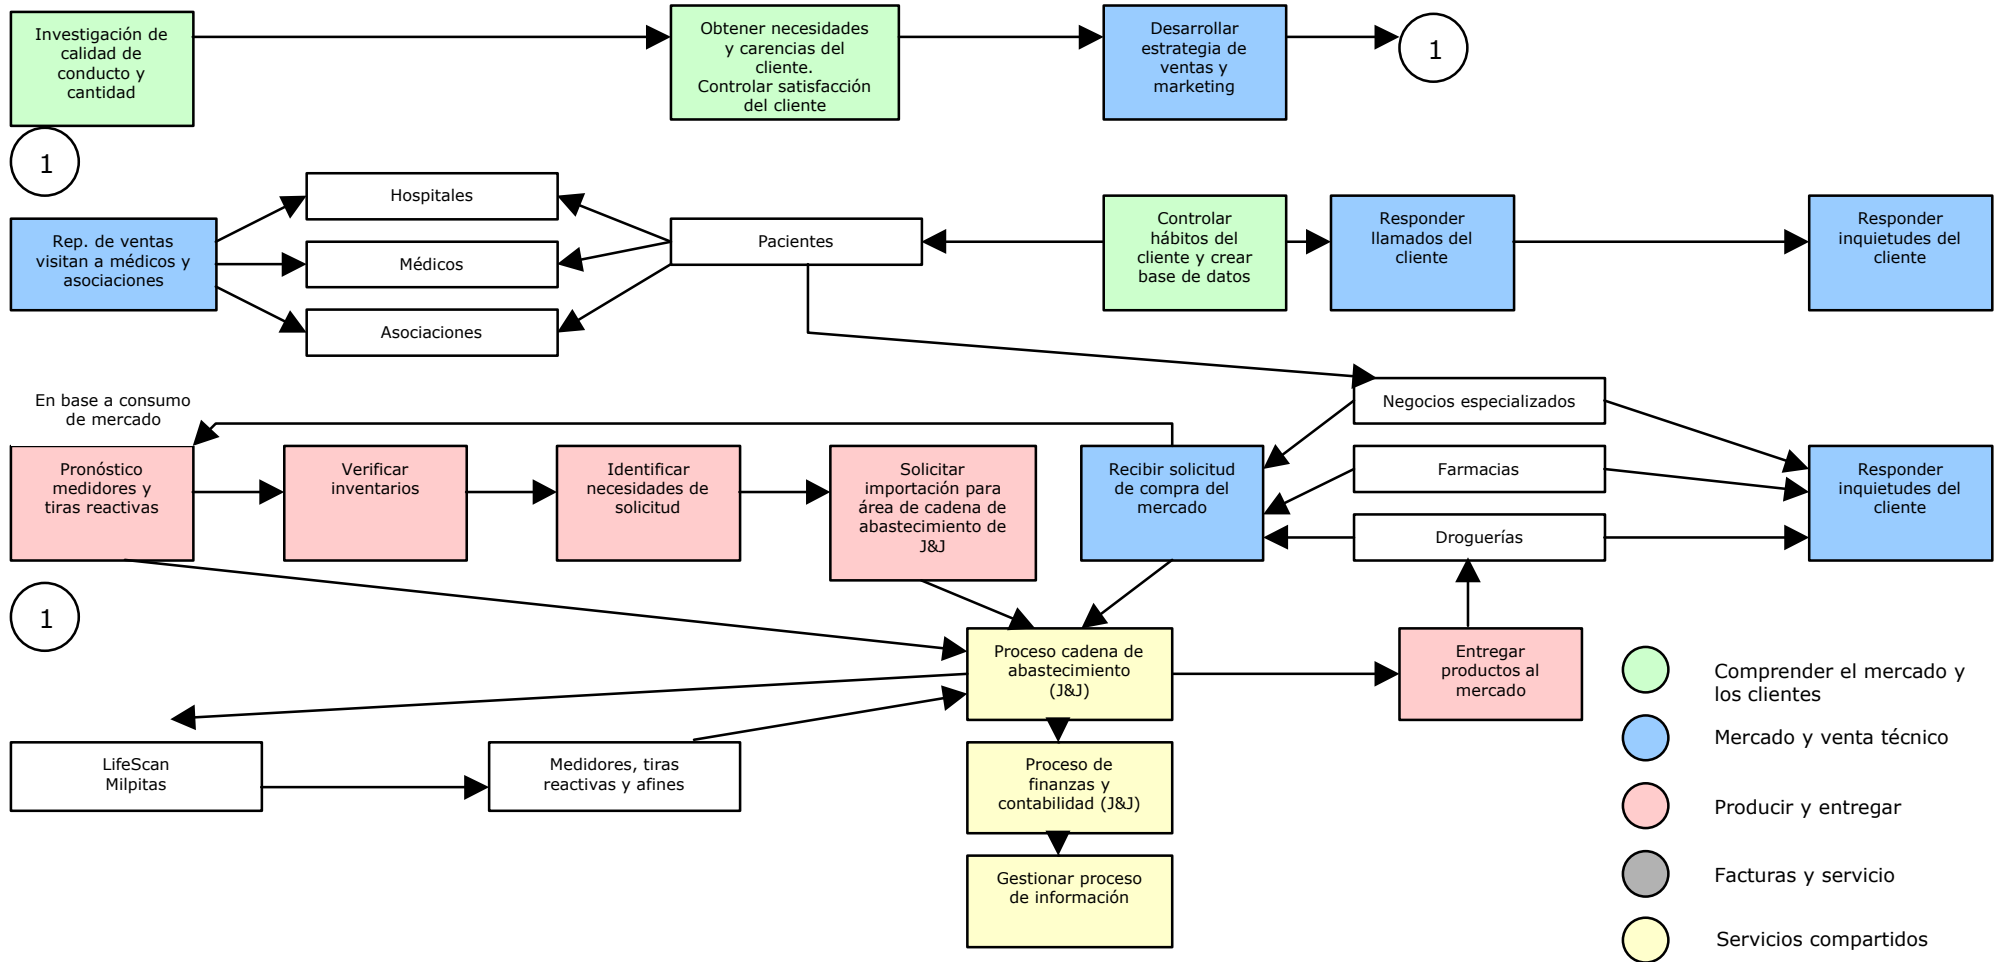 Investigación de
calidad de
conducto y
cantidad
Obtener necesidades
y carencias del
cliente.
Controlar satisfacción
del cliente
Desarrollar
estrategia de
ventas y
marketing
1
1
Rep. de ventas
visitan a médicos y
asociaciones
Hospitales
Médicos
Asociaciones
Pacientes
Controlar
hábitos del
cliente y crear
base de datos
Responder
llamados del
cliente
Responder
inquietudes del
cliente
En base a consumo
de mercado
Pronóstico
medidores y
tiras reactivas
Verificar
inventarios
Identificar
necesidades de
solicitud
Solicitar
importación para
área de cadena de
abastecimiento de
J&J
Recibir solicitud
de compra del
mercado
Negocios especializados
Farmacias
Droguerías
Responder
inquietudes del
cliente
1
Proceso cadena de
abastecimiento
(J&J)
Entregar
productos al
mercado
LifeScan
Milpitas
Medidores, tiras
reactivas y afines
Proceso de
finanzas y
contabilidad (J&J)
Gestionar proceso
de información
Comprender el mercado y
los clientes
Mercado y venta técnico
Producir y entregar
Facturas y servicio
Servicios compartidos